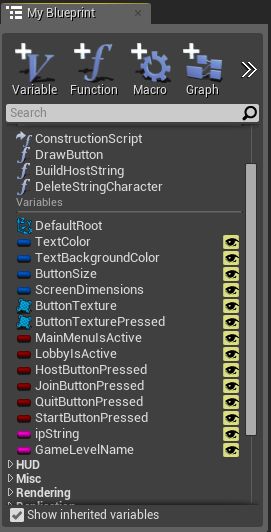 My Blueprint
Variable Function Macro Graph
Search
ConstructionScript
DrawButton
BuildHostString
DeleteStringCharacter
Variables
DefaultRoot
TextColor
TextBackgroundColor
ButtonSize
ScreenDimensions
ButtonTexture
ButtonTexturePressed
MainMenuIsActive
LobbyIsActive
HostButtonPressed
JoinButtonPressed
QuitButtonPressed
StartButtonPressed
ipString
GameLevelName
HUD
Misc
Rendering
Replication
Show inherited variables